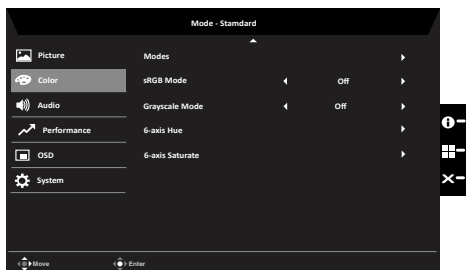 Mode - Standard
Picture
Modes
Color
sRGB Mode Off
Audio
Grayscale Mode Off
Performance
6-axis Hue
OSD
6-axis Saturate
System
Move Enter